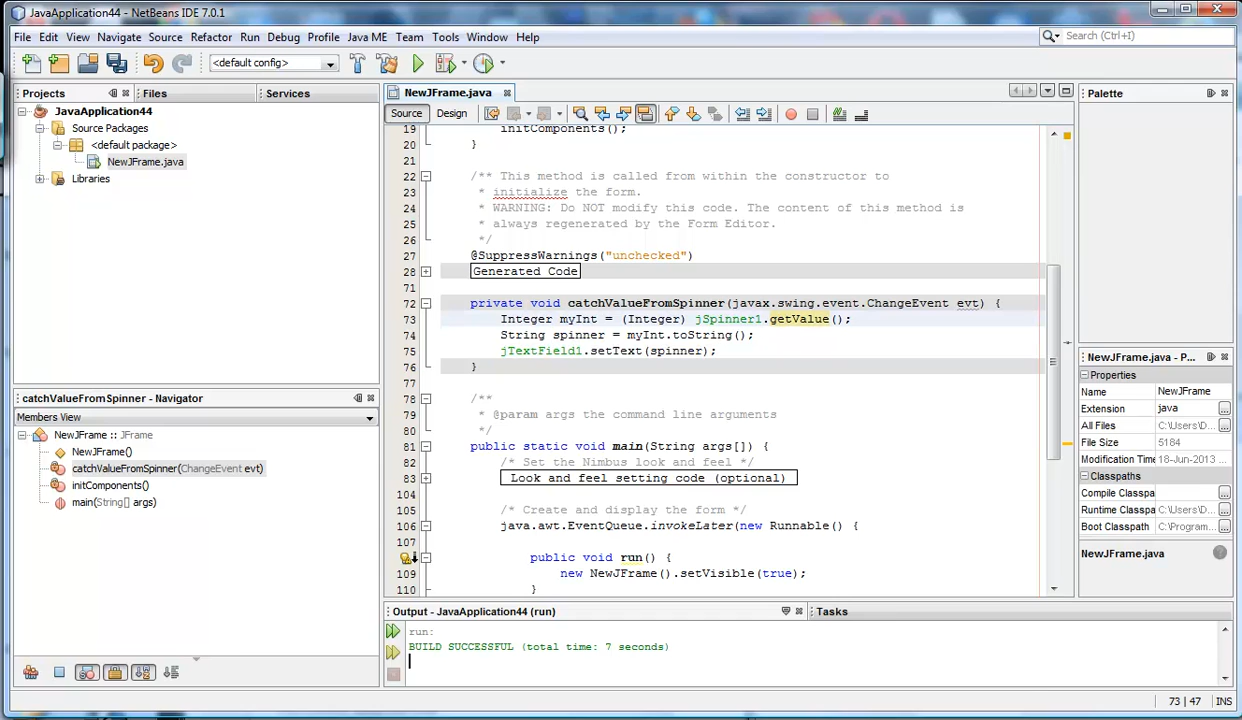 JavaApplication44 - NetBeans IDE 7.0.1
File Edit View Navigate Source Refactor Run Debug Profile Java ME Team Tools Window Help
Search (Ctrl+I)
<default config>
Projects
Files
Services
JavaApplication44
Source Packages
<default package>
NewJFrame.java
Libraries
catchValueFromSpinner - Navigator
Members View
NewJFrame :: JFrame
NewJFrame()
catchValueFromSpinner(ChangeEvent evt)
initComponents()
main(String[] args)
NewJFrame.java
Source Design
19 initComponents();
20 }
21
22 /** This method is called from within the constructor to
23 * initialize the form.
24 * WARNING: Do NOT modify this code. The content of this method is
25 * always regenerated by the Form Editor.
26 */
27 @SuppressWarnings("unchecked")
28 Generated Code
71
72 private void catchValueFromSpinner(javax.swing.event.ChangeEvent evt) {
73 Integer myInt = (Integer) jSpinner1.getValue();
74 String spinner = myInt.toString();
75 jTextField1.setText(spinner);
76 }
77
78 /**
79 * @param args the command line arguments
80 */
81 public static void main(String args[]) {
82 /* Set the Nimbus look and feel */
83 Look and feel setting code (optional)
104
105 /* Create and display the form */
106 java.awt.EventQueue.invokeLater(new Runnable() {
107
public void run() {
109 new NewJFrame().setVisible(true);
110 }
Output - JavaApplication44 (run)
Tasks
run:
BUILD SUCCESSFUL (total time: 7 seconds)
Palette
NewJFrame.java - P...
Properties
Name NewJFrame
Extension java
All Files C:\Users\D...
File Size 5184
Modification Time 18-Jun-2013
Classpaths
Compile Classpa
Runtime Classpa C:\Users\D...
Boot Classpath C:\Program...
NewJFrame.java
73 | 47 INS